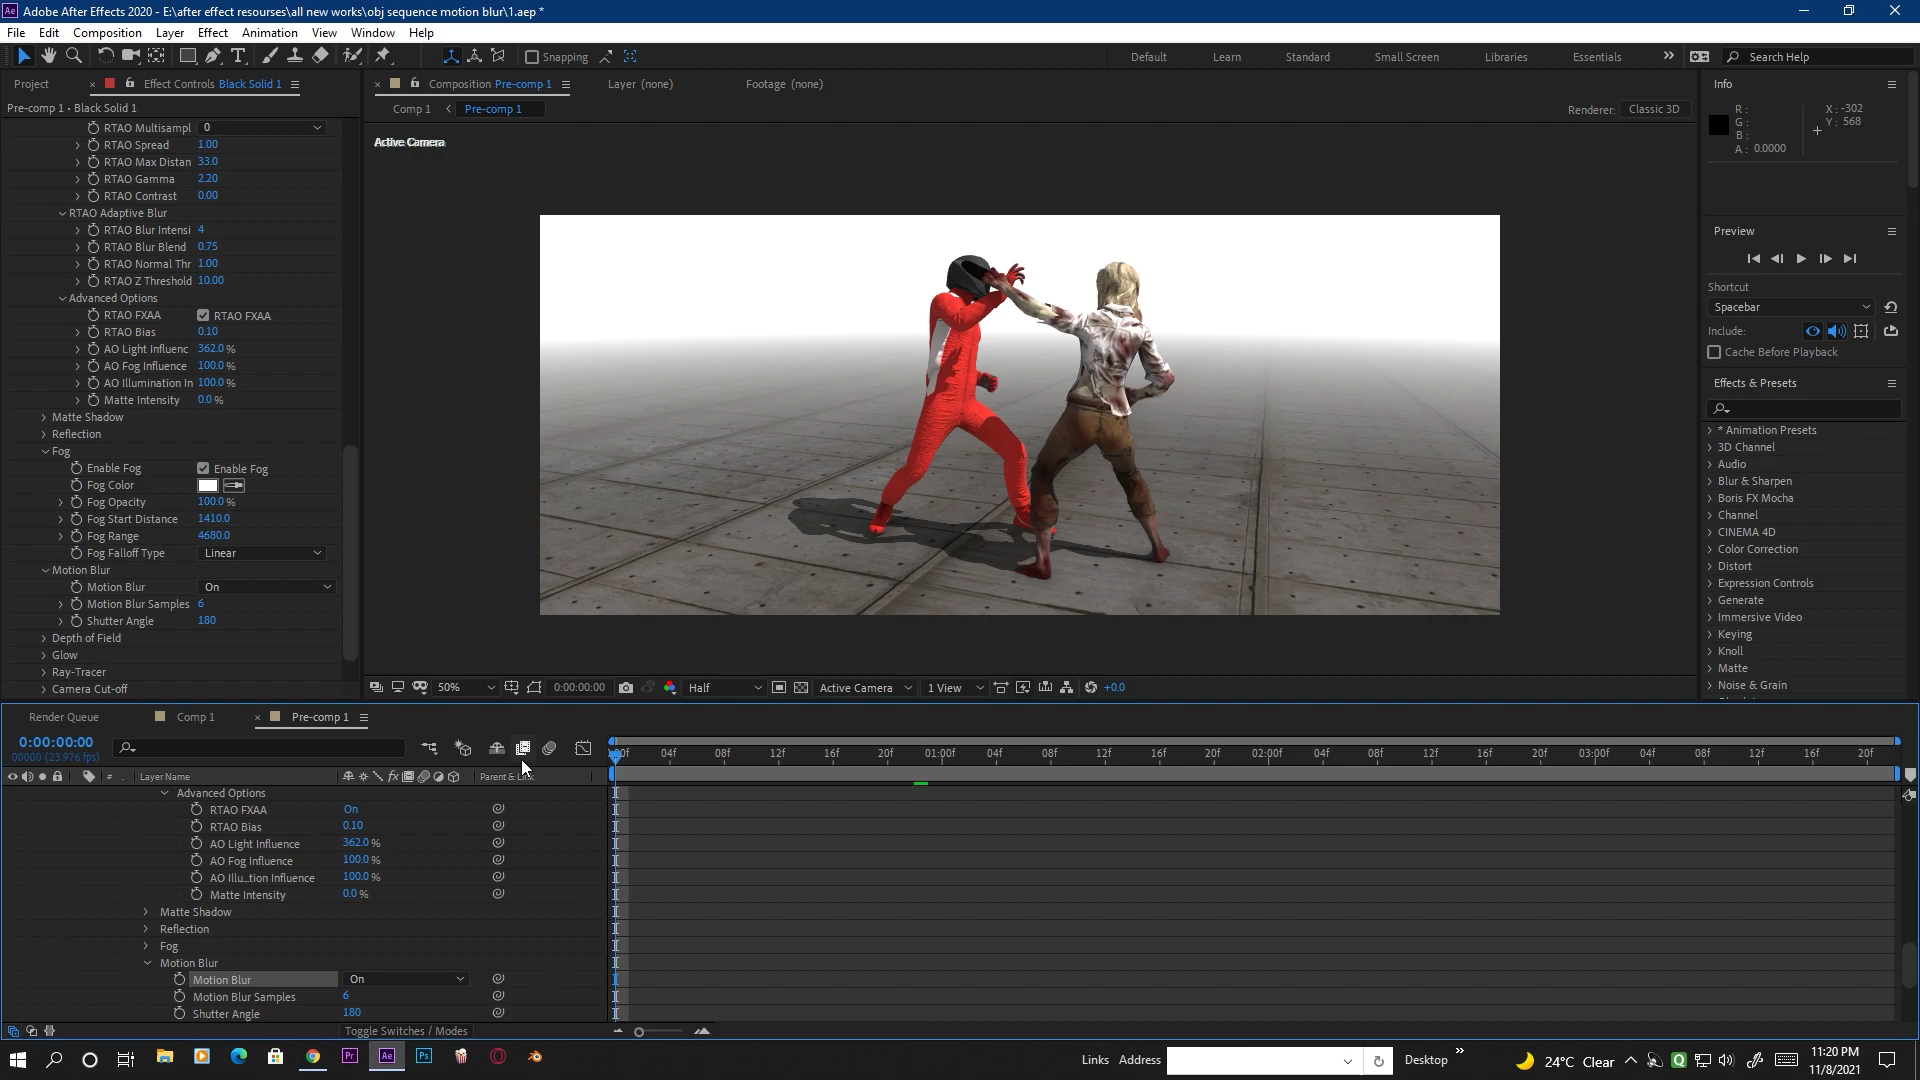 Adobe After Effects 2020 - E:\after effect resourses\all new works\obj sequence motion blur\1.aep *
File Edit Composition Layer Effect Animation View Window Help
Snapping Default Learn Standard Small Screen Libraries Essentials Search Help
Project Effect Controls Black Solid 1
Pre-comp 1 • Black Solid 1
RTAO Multisampl 0
RTAO Spread 1.00
RTAO Max Distan 33.0
RTAO Gamma 2.20
RTAO Contrast 0.00
RTAO Adaptive Blur
RTAO Blur Intensi 4
RTAO Blur Blend 0.75
RTAO Normal Thr 1.00
RTAO Z Threshold 10.00
Advanced Options
RTAO FXAA RTAO FXAA
RTAO Bias 0.10
AO Light Influenc 362.0 %
AO Fog Influence 100.0 %
AO Illumination In 100.0 %
Matte Intensity 0.0 %
Matte Shadow
Reflection
Fog
Enable Fog Enable Fog
Fog Color
Fog Opacity 100.0 %
Fog Start Distance 1410.0
Fog Range 4680.0
Fog Falloff Type Linear
Motion Blur
Motion Blur On
Motion Blur Samples 6
Shutter Angle 180
Depth of Field
Glow
Ray-Tracer
Camera Cut-off
Composition Pre-comp 1 Layer (none) Footage (none)
Comp 1 Pre-comp 1 Renderer: Classic 3D
Active Camera
50% 0:00:00:00 Half Active Camera 1 View +0.0
Info
R: X: -302
G: Y: 568
B:
A: 0.0000
Preview
Shortcut
Spacebar
Include:
Cache Before Playback
Effects & Presets
* Animation Presets
3D Channel
Audio
Blur & Sharpen
Boris FX Mocha
Channel
CINEMA 4D
Color Correction
Distort
Expression Controls
Generate
Immersive Video
Keying
Knoll
Matte
Noise & Grain
Render Queue Comp 1 Pre-comp 1
0:00:00:00
00000 (23.976 fps)
04f 08f 12f 16f 20f 01:00f 04f 08f 12f 16f 20f 02:00f 04f 08f 12f 16f 20f 03:00f 04f 08f 12f 16f 20f
# Layer Name fx Parent & Link
Advanced Options
RTAO FXAA On
RTAO Bias 0.10
AO Light Influence 362.0 %
AO Fog Influence 100.0 %
AO Illu...tion Influence 100.0 %
Matte Intensity 0.0 %
Matte Shadow
Reflection
Fog
Motion Blur
Motion Blur On
Motion Blur Samples 6
Shutter Angle 180
Toggle Switches / Modes
Links Address Desktop 24°C Clear 11:20 PM
11/8/2021